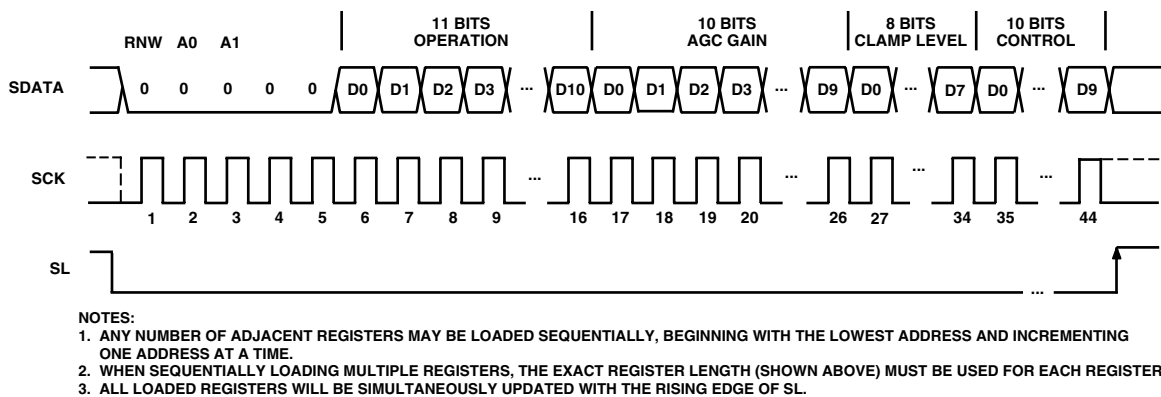 11 BITS
OPERATION
10 BITS
AGC GAIN
8 BITS
CLAMP LEVEL
10 BITS
CONTROL
RNW A0 A1
SDATA 0 0 0 0 0 D0 D1 D2 D3 ... D10 D0 D1 D2 D3 ... D9 D0 ... D7 D0 ... D9
SCK ... ... ... ...
1 2 3 4 5 6 7 8 9 16 17 18 19 20 26 27 34 35 44
SL ...
NOTES:
1. ANY NUMBER OF ADJACENT REGISTERS MAY BE LOADED SEQUENTIALLY, BEGINNING WITH THE LOWEST ADDRESS AND INCREMENTING
ONE ADDRESS AT A TIME.
2. WHEN SEQUENTIALLY LOADING MULTIPLE REGISTERS, THE EXACT REGISTER LENGTH (SHOWN ABOVE) MUST BE USED FOR EACH REGISTER
3. ALL LOADED REGISTERS WILL BE SIMULTANEOUSLY UPDATED WITH THE RISING EDGE OF SL.